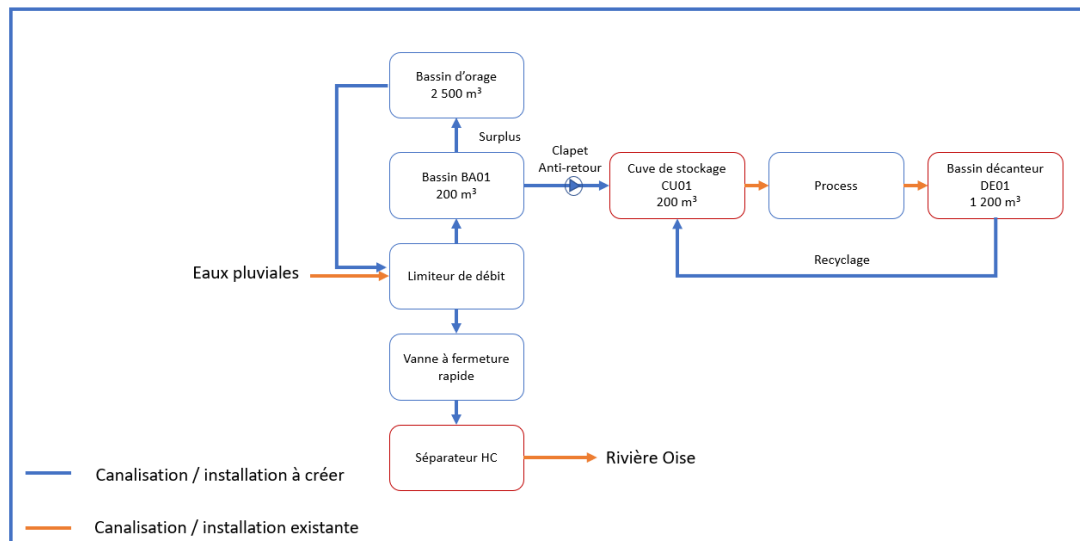 Bassin d'orage
2 500 m³
Surplus
Clapet
Anti-retour
Bassin BA01
200 m³
Cuve de stockage
CU01
200 m³
Process
Bassin décanteur
DE01
1 200 m³
Eaux pluviales
Limiteur de débit
Recyclage
Vanne à fermeture
rapide
Séparateur HC
Rivière Oise
Canalisation / installation à créer
Canalisation / installation existante